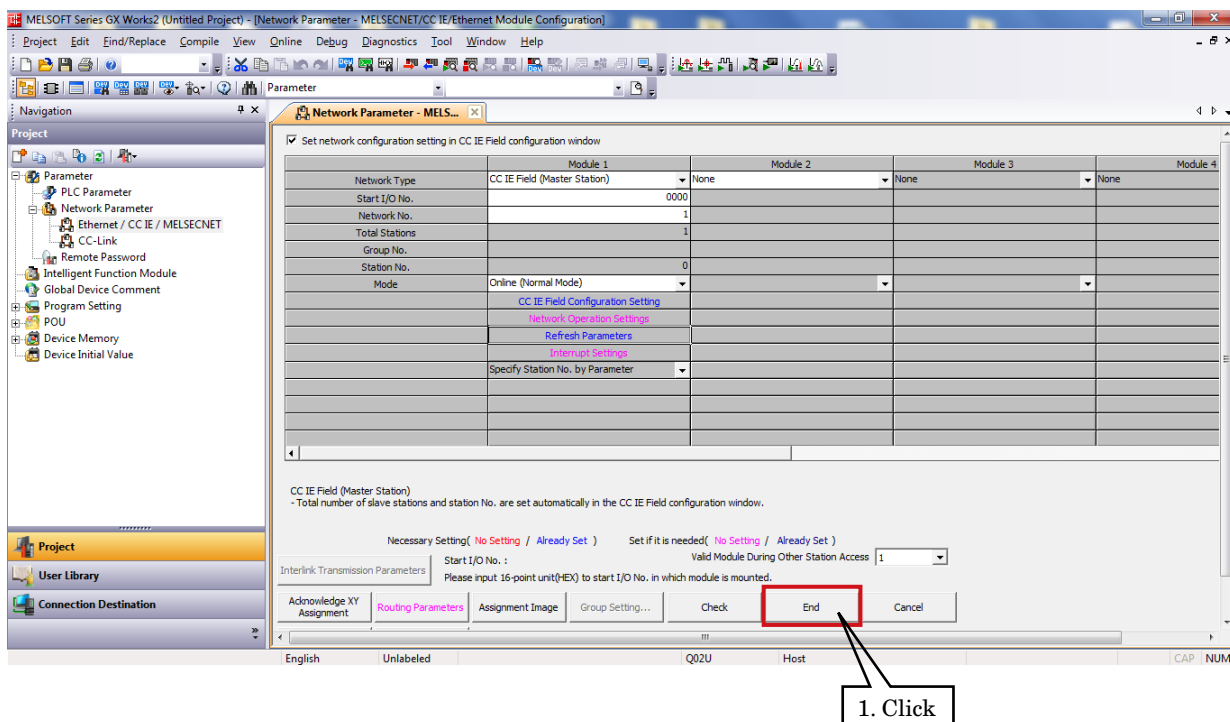 MELSOFT Series GX Works2 (Untitled Project) - [Network Parameter - MELSECNET/CC IE/Ethernet Module Configuration]
Project Edit Find/Replace Compile View Online Debug Diagnostics Tool Window Help
Parameter
Navigation
Network Parameter - MELS...
Project
Parameter
PLC Parameter
Network Parameter
Ethernet / CC IE / MELSECNET
CC-Link
Remote Password
Intelligent Function Module
Global Device Comment
Program Setting
POU
Device Memory
Device Initial Value
Project
User Library
Connection Destination
Set network configuration setting in CC IE Field configuration window
Module 1 Module 2 Module 3 Module 4
Network Type CC IE Field (Master Station) None None None
Start I/O No. 0000
Network No. 1
Total Stations 1
Group No.
Station No. 0
Mode Online (Normal Mode)
CC IE Field Configuration Setting
Network Operation Settings
Refresh Parameters
Interrupt Settings
Specify Station No. by Parameter
CC IE Field (Master Station)
- Total number of slave stations and station No. are set automatically in the CC IE Field configuration window.
Necessary Setting( No Setting / Already Set ) Set if it is needed( No Setting / Already Set )
Interlink Transmission Parameters
Start I/O No. :
Valid Module During Other Station Access 1
Please input 16-point unit(HEX) to start I/O No. in which module is mounted.
Acknowledge XY
Assignment
Routing Parameters Assignment Image Group Setting... Check End Cancel
English Unlabeled Q02U Host CAP NUM
1. Click